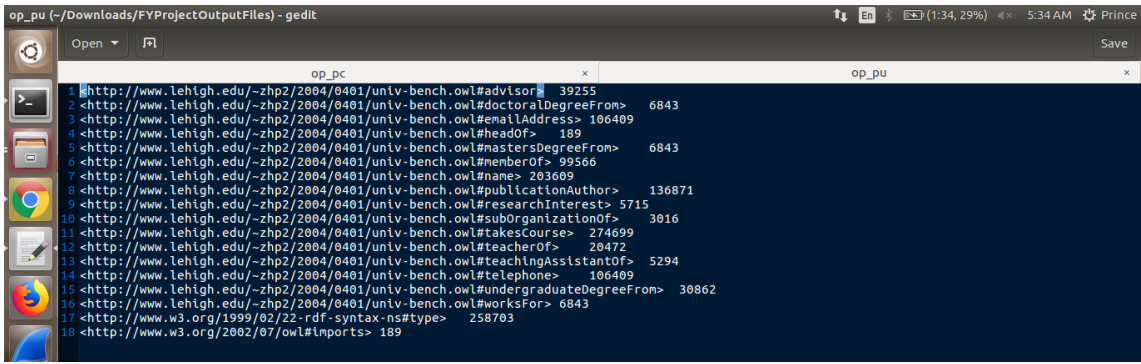 op_pu (~/Downloads/FYProjectOutputFiles) - gedit En (1:34, 29%) 5:34 AM Prince
Open Save
op_pc × op_pu ×
1 <http://www.lehigh.edu/~zhp2/2004/0401/univ-bench.owl#advisor> 39255
2 <http://www.lehigh.edu/~zhp2/2004/0401/univ-bench.owl#doctoralDegreeFrom> 6843
3 <http://www.lehigh.edu/~zhp2/2004/0401/univ-bench.owl#emailAddress> 106409
4 <http://www.lehigh.edu/~zhp2/2004/0401/univ-bench.owl#headOf> 189
5 <http://www.lehigh.edu/~zhp2/2004/0401/univ-bench.owl#mastersDegreeFrom> 6843
6 <http://www.lehigh.edu/~zhp2/2004/0401/univ-bench.owl#memberOf> 99566
7 <http://www.lehigh.edu/~zhp2/2004/0401/univ-bench.owl#name> 203609
8 <http://www.lehigh.edu/~zhp2/2004/0401/univ-bench.owl#publicationAuthor> 136871
9 <http://www.lehigh.edu/~zhp2/2004/0401/univ-bench.owl#researchInterest> 5715
10 <http://www.lehigh.edu/~zhp2/2004/0401/univ-bench.owl#subOrganizationOf> 3016
11 <http://www.lehigh.edu/~zhp2/2004/0401/univ-bench.owl#takesCourse> 274699
12 <http://www.lehigh.edu/~zhp2/2004/0401/univ-bench.owl#teacherOf> 20472
13 <http://www.lehigh.edu/~zhp2/2004/0401/univ-bench.owl#teachingAssistantOf> 5294
14 <http://www.lehigh.edu/~zhp2/2004/0401/univ-bench.owl#telephone> 106409
15 <http://www.lehigh.edu/~zhp2/2004/0401/univ-bench.owl#undergraduateDegreeFrom> 30862
16 <http://www.lehigh.edu/~zhp2/2004/0401/univ-bench.owl#worksFor> 6843
17 <http://www.w3.org/1999/02/22-rdf-syntax-ns#type> 258703
18 <http://www.w3.org/2002/07/owl#imports> 189